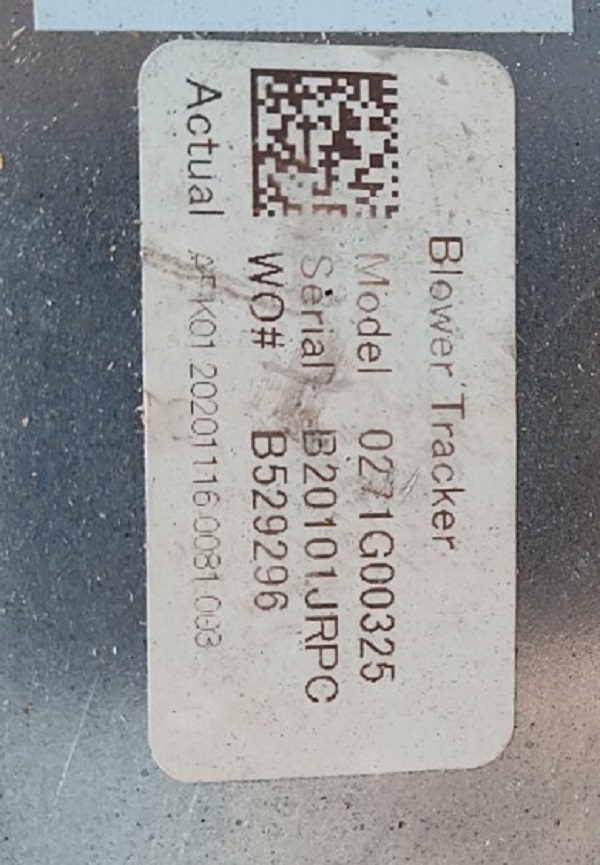 Blower Tracker
Model 0271G00325
Serial B20101JRPC
WO# B529296
Actual 20201116 0081 003